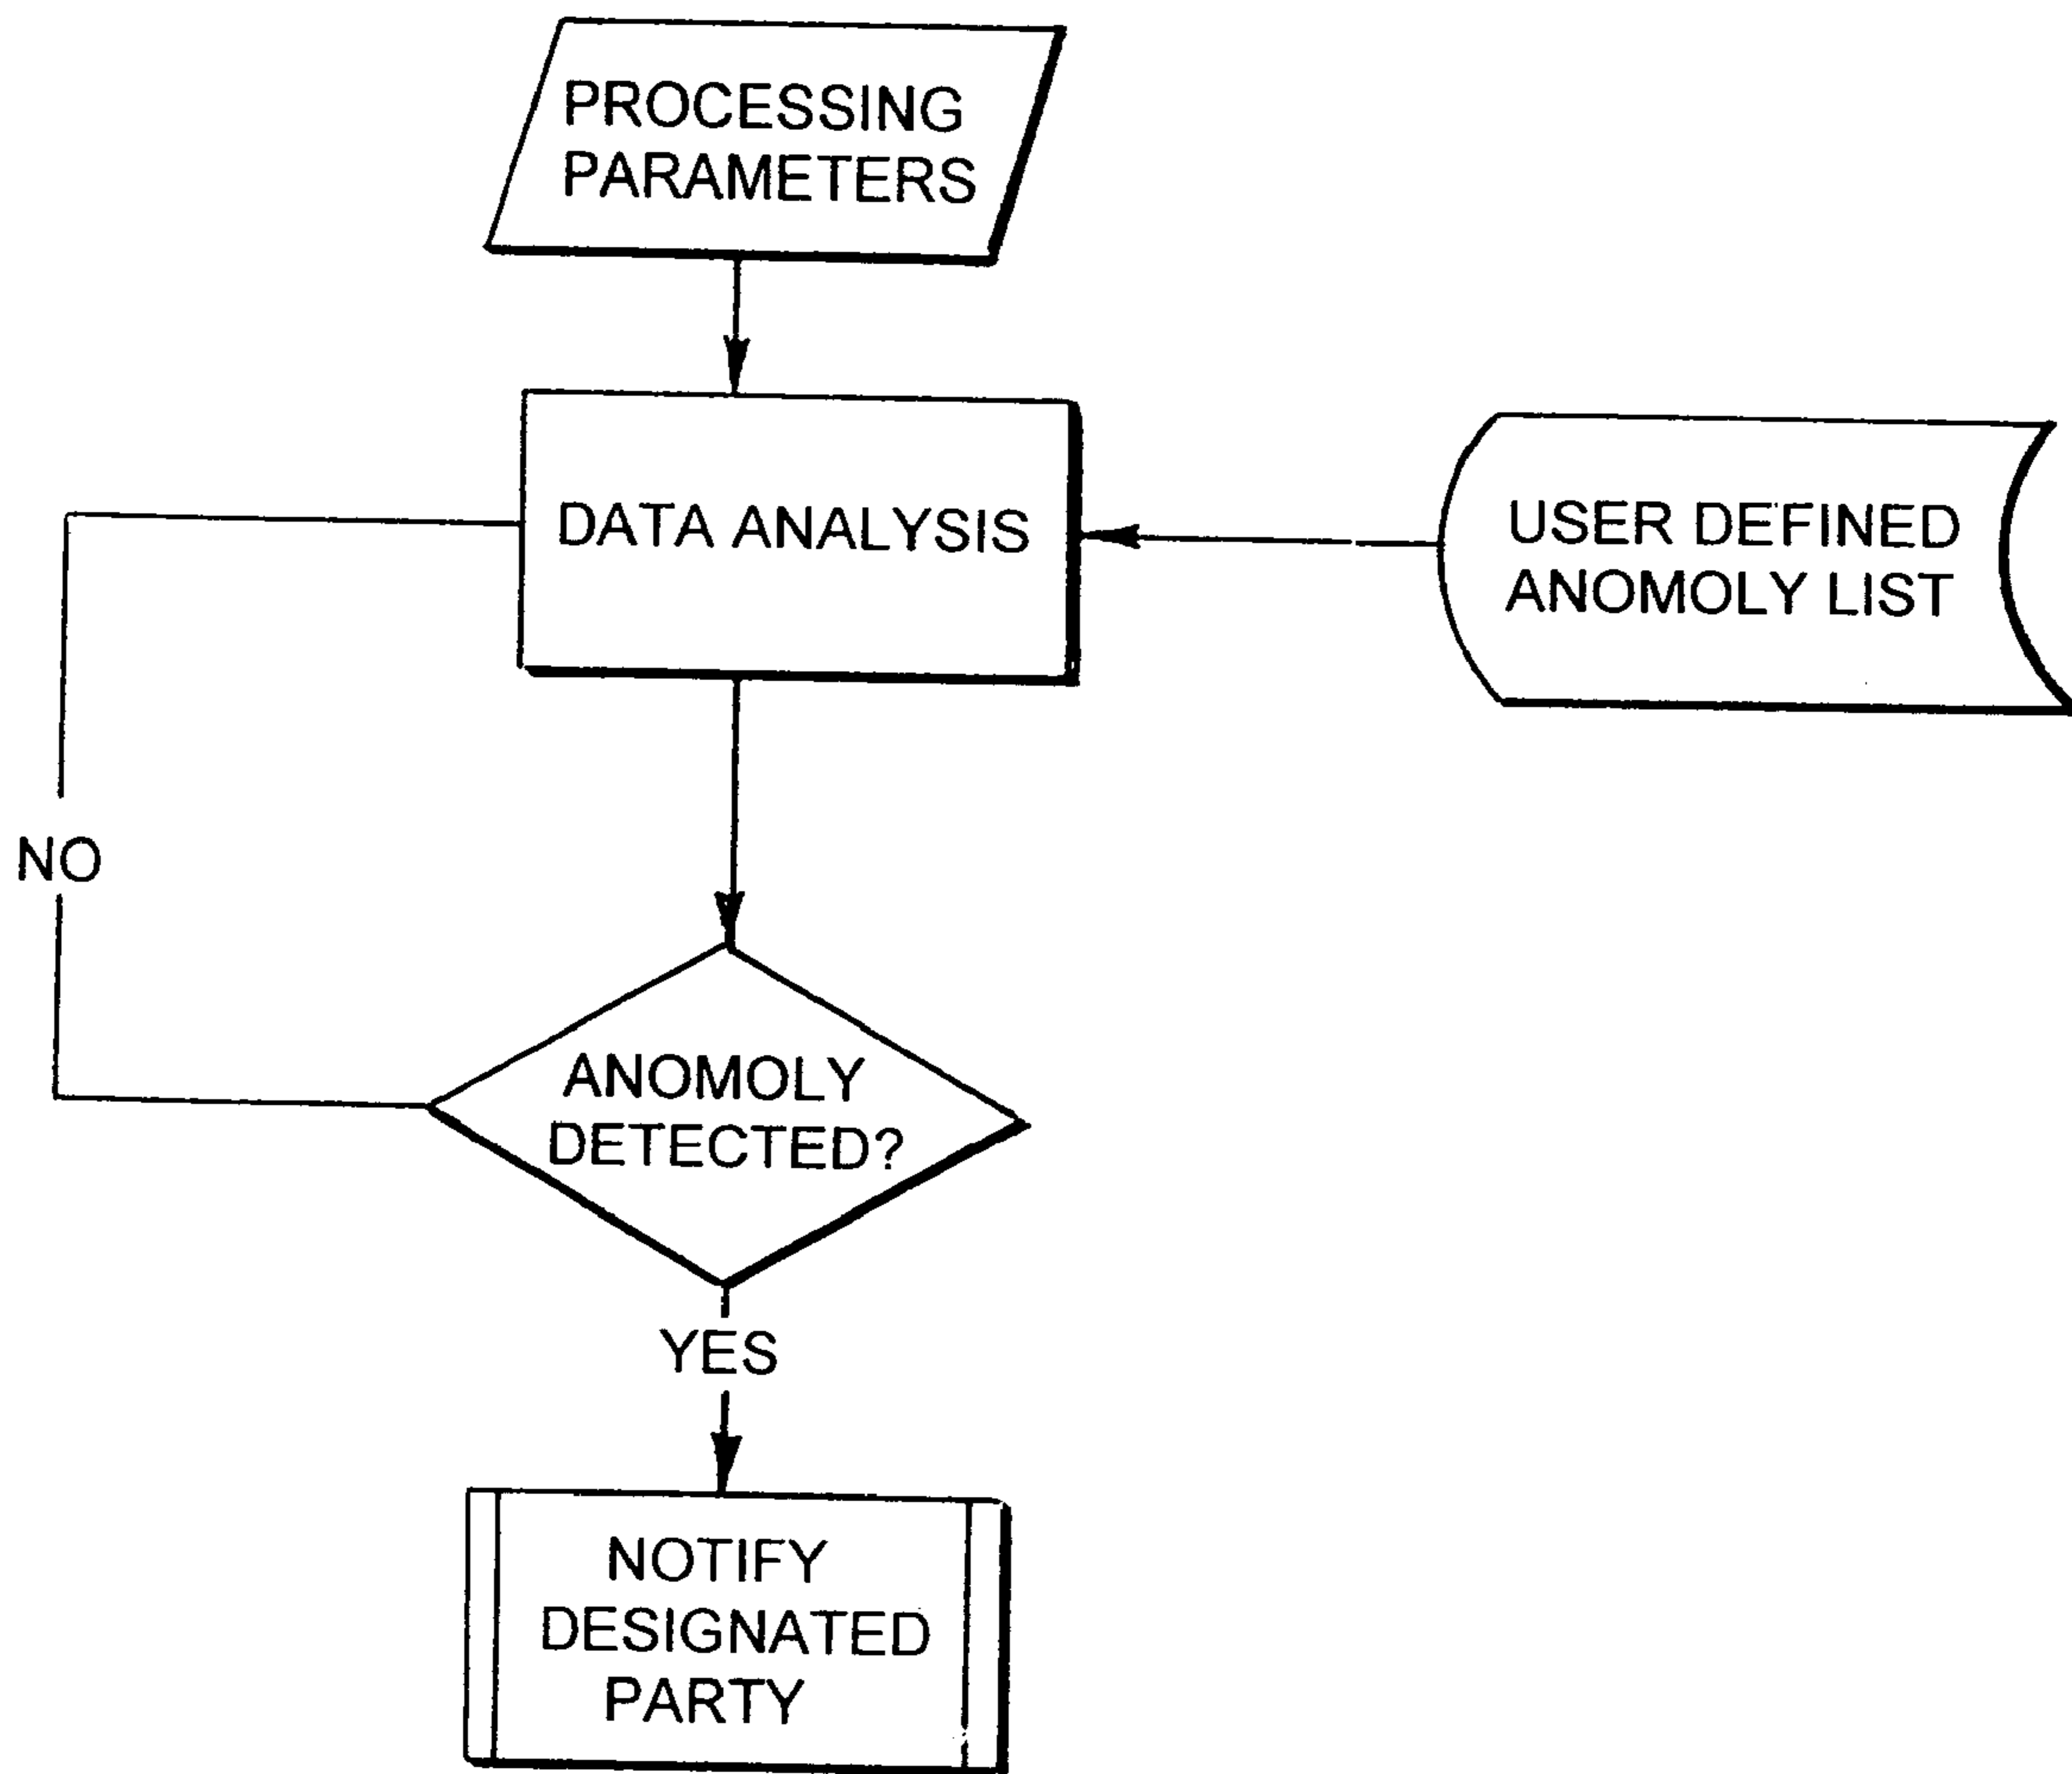 PROCESSING
PARAMETERS
DATA ANALYSIS
USER DEFINED
ANOMOLY LIST
NO
ANOMOLY
DETECTED?
YES
NOTIFY
DESIGNATED
PARTY